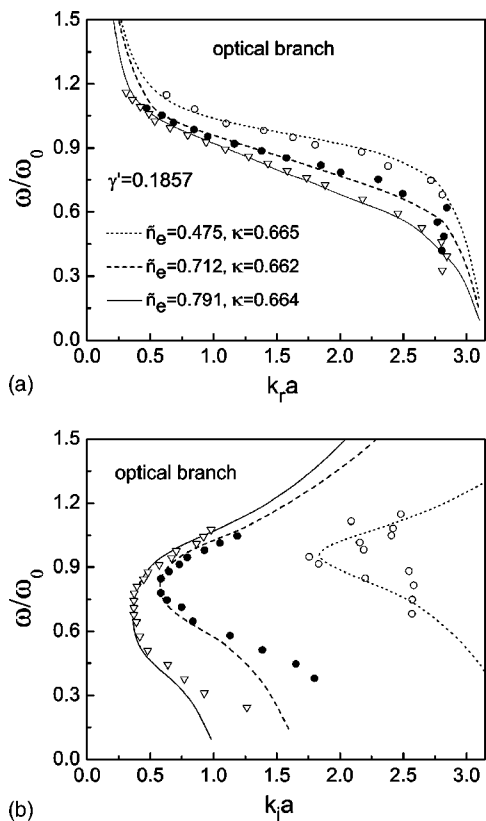 1.5
1.2
0.9
0.6
0.3
0.0
ω/ω₀
optical branch
γ'=0.1857
ñₑ=0.475, κ=0.665
ñₑ=0.712, κ=0.662
ñₑ=0.791, κ=0.664
0.0 0.5 1.0 1.5 2.0 2.5 3.0
kᵣa
(a)
1.5
1.2
0.9
0.6
0.3
0.0
ω/ω₀
optical branch
0.0 0.5 1.0 1.5 2.0 2.5 3.0
kᵢa
(b)